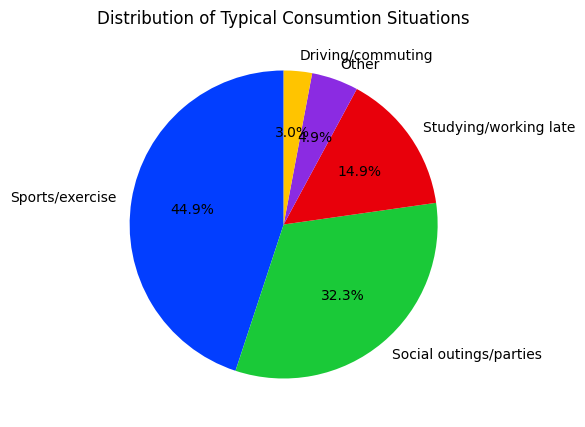 Distribution of Typical Consumtion Situations
Driving/commuting
Other
3.0%
4.9%
Studying/working late
14.9%
Sports/exercise
44.9%
32.3%
Social outings/parties